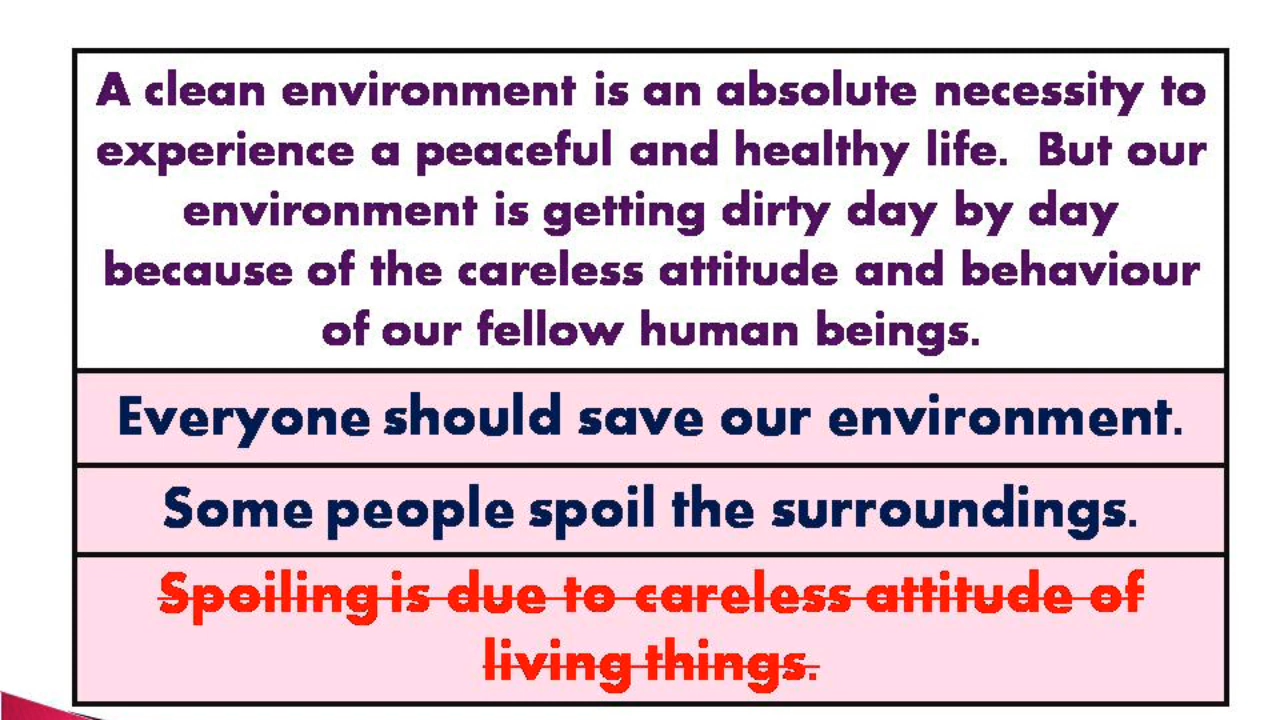 A clean environment is an absolute necessity to
experience a peaceful and healthy life.  But our
environment is getting dirty day by day
because of the careless attitude and behaviour
of our fellow human beings.
Everyone should save our environment.
Some people spoil the surroundings.
Spoiling is due to careless attitude of
living things.